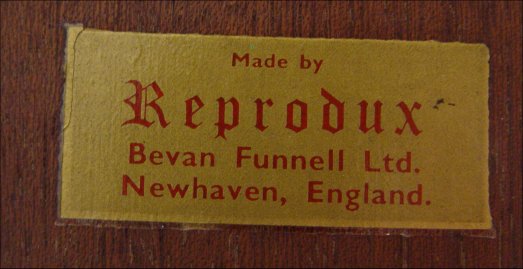 Made by
Reprodux
Bevan Funnell Ltd.
Newhaven, England.